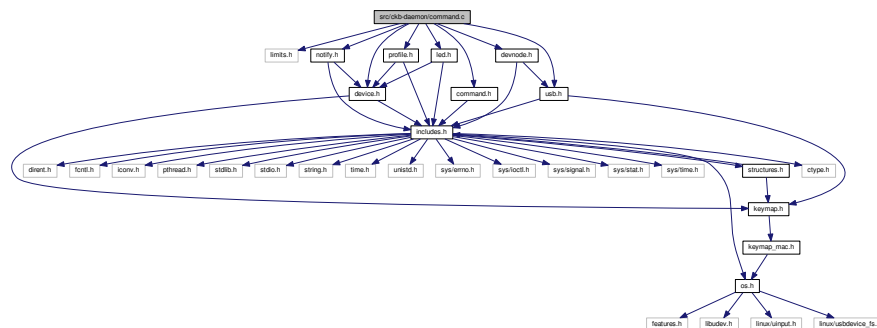 src/ckb-daemon/command.c
limits.h
notify.h
profile.h
led.h
devnode.h
device.h
command.h
usb.h
includes.h
dirent.h
fcntl.h
iconv.h
pthread.h
stdlib.h
stdio.h
string.h
time.h
unistd.h
sys/errno.h
sys/ioctl.h
sys/signal.h
sys/stat.h
sys/time.h
structures.h
ctype.h
keymap.h
keymap_mac.h
os.h
features.h
libudev.h
linux/uinput.h
linux/usbdevice_fs.